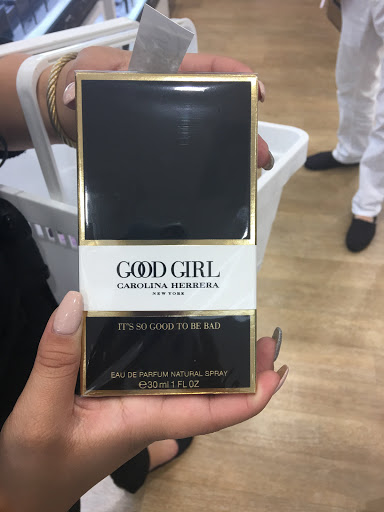 GOOD GIRL
CAROLINA HERRERA
NEW YORK
IT'S SO GOOD TO BE BAD
EAU DE PARFUM NATURAL SPRAY
℮30 ml 1 FL OZ